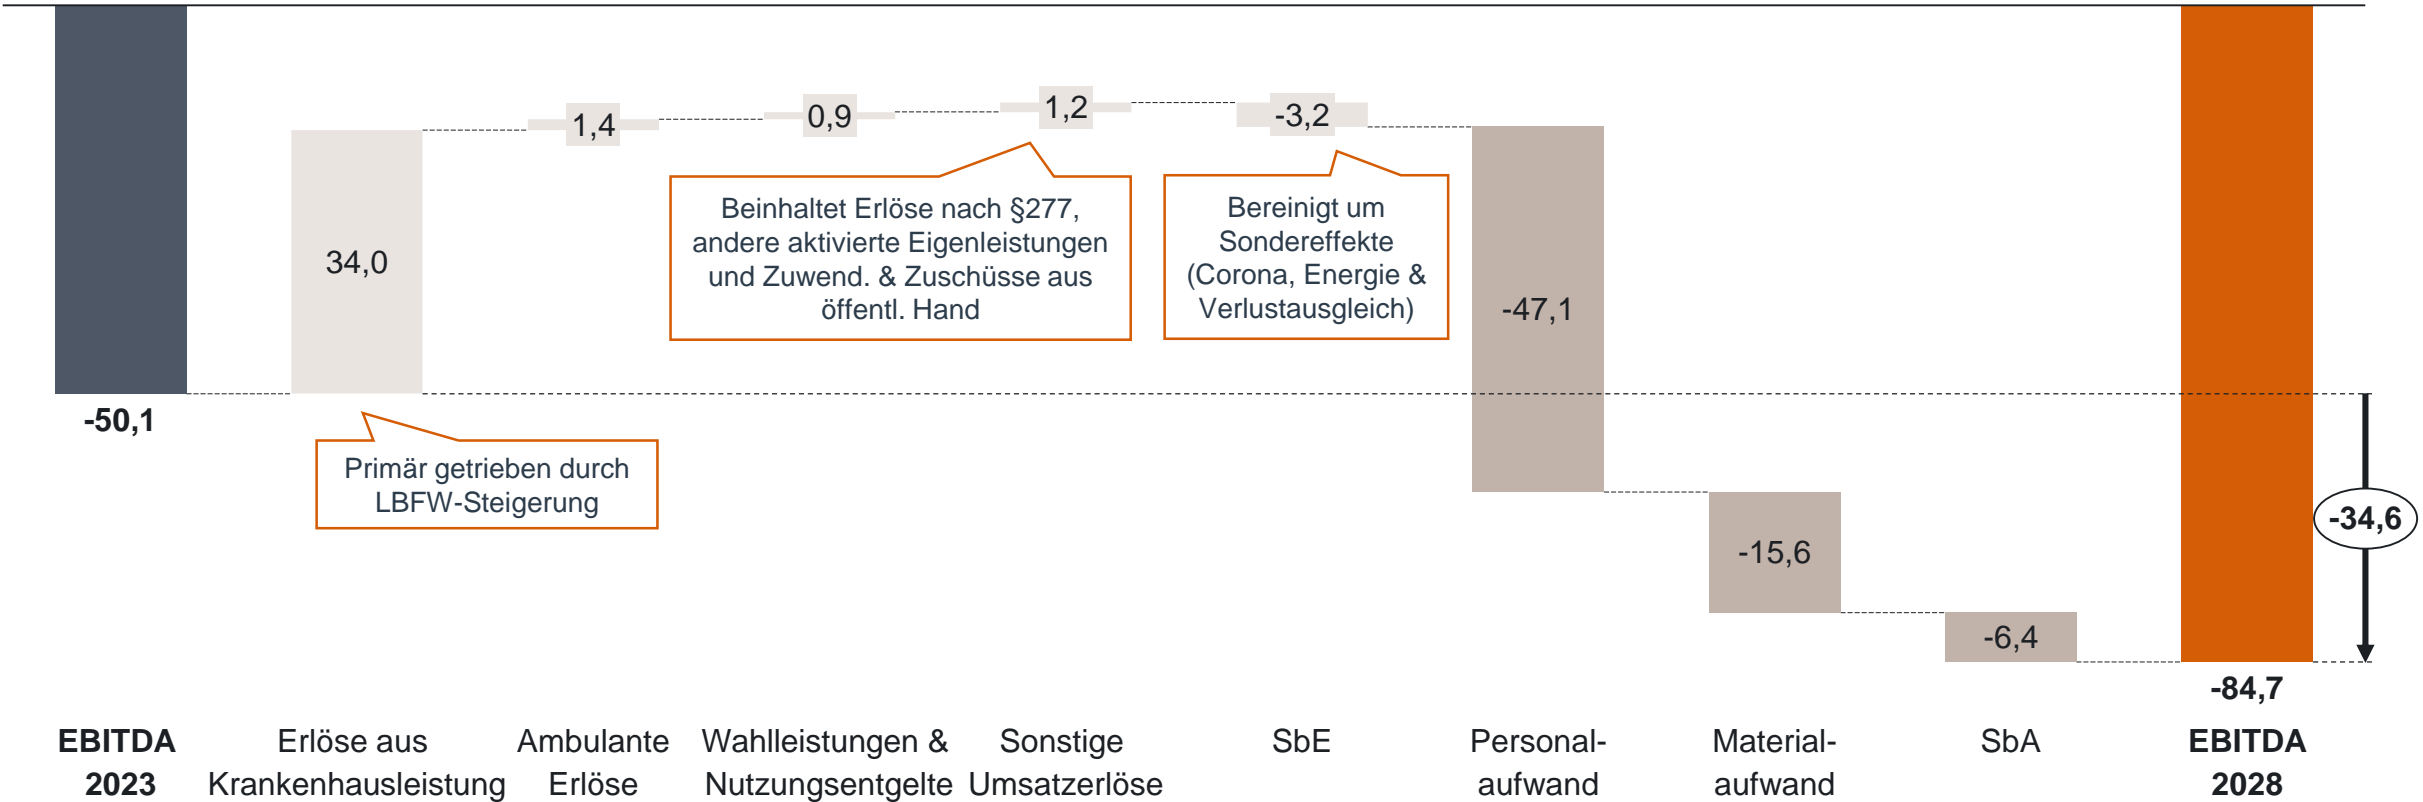 34,0
1,4
0,9
1,2
-3,2
-47,1
-15,6
-6,4
-50,1
-84,7
-34,6
Beinhaltet Erlöse nach §277,
andere aktivierte Eigenleistungen
und Zuwend. & Zuschüsse aus
öffentl. Hand
Bereinigt um
Sondereffekte
(Corona, Energie &
Verlustausgleich)
Primär getrieben durch
LBFW-Steigerung
EBITDA
2023
Erlöse aus
Krankenhausleistung
Ambulante
Erlöse
Wahlleistungen &
Nutzungsentgelte
Sonstige
Umsatzerlöse
SbE
Personal-
aufwand
Material-
aufwand
SbA
EBITDA
2028